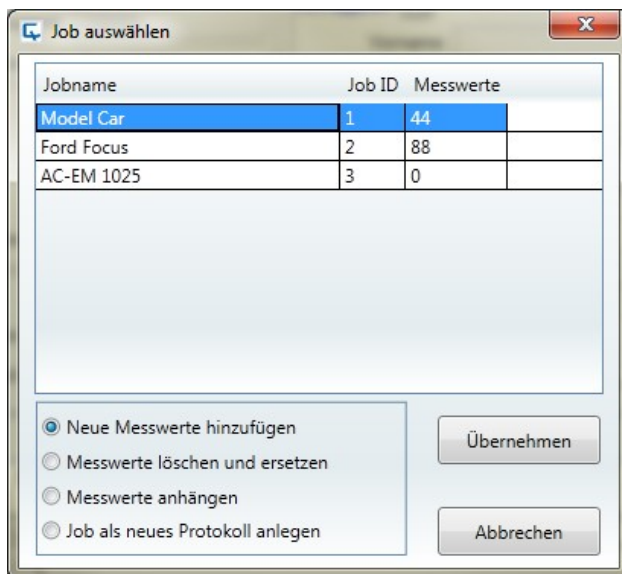 Job auswählen
Jobname Job ID Messwerte
Model Car 1 44
Ford Focus 2 88
AC-EM 1025 3 0
Neue Messwerte hinzufügen
Messwerte löschen und ersetzen
Messwerte anhängen
Job als neues Protokoll anlegen
Übernehmen
Abbrechen